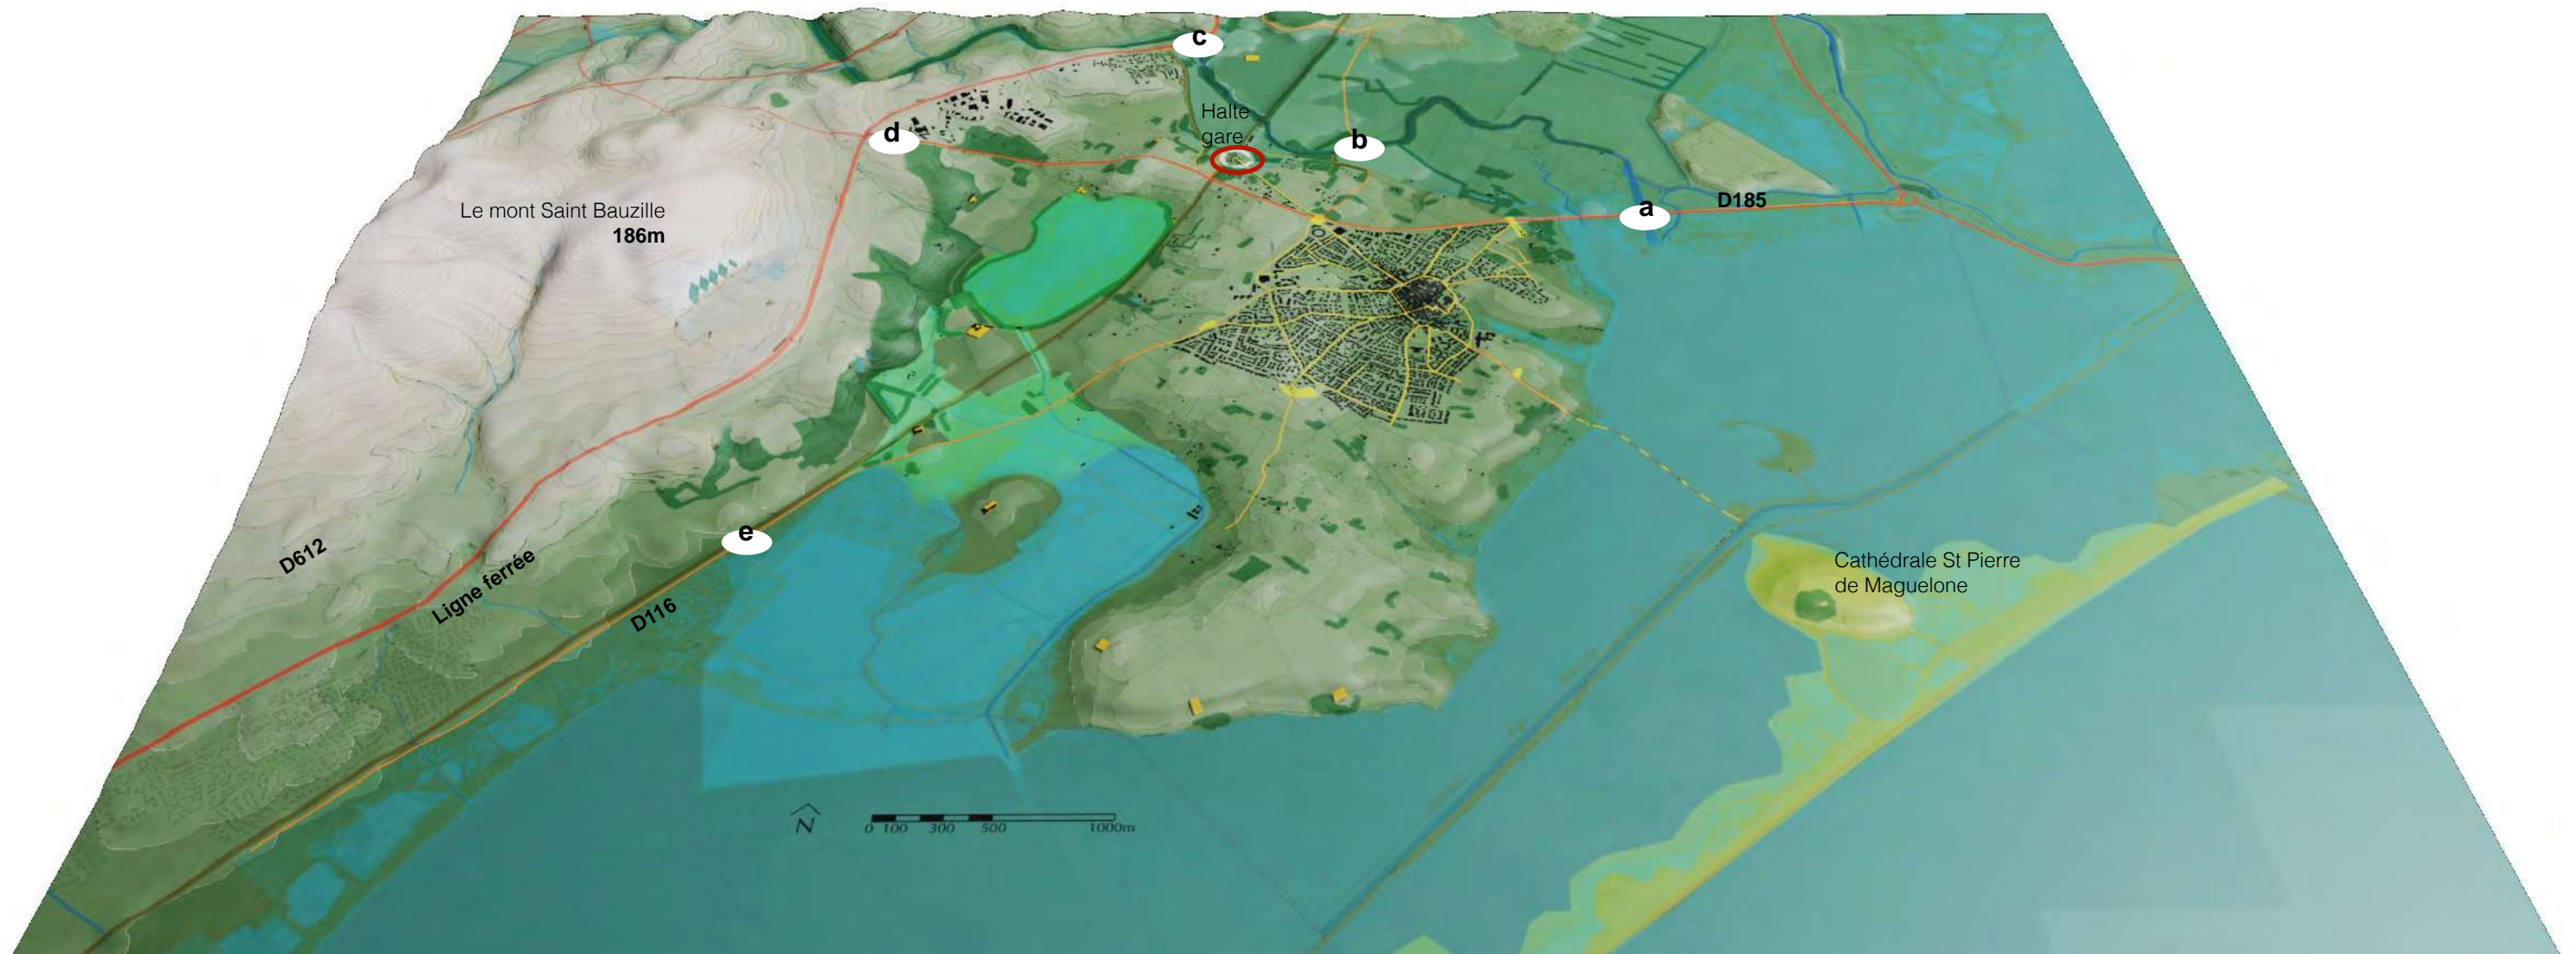 c
Halte
gare
d
b
Le mont Saint Bauzille
186m
a
D185
e
D612
Ligne ferrée
D116
Cathédrale St Pierre
de Maguelone
N
0 100 300 500 1000m